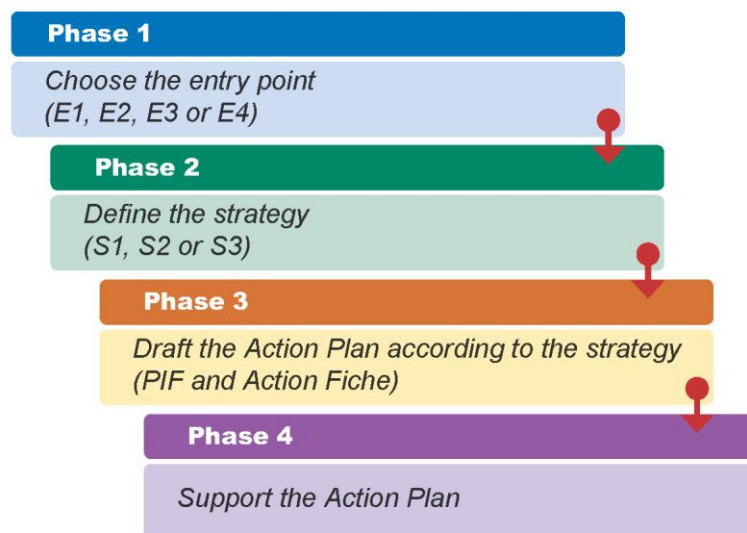 Phase 1
Choose the entry point
(E1, E2, E3 or E4)
Phase 2
Define the strategy
(S1, S2 or S3)
Phase 3
Draft the Action Plan according to the strategy
(PIF and Action Fiche)
Phase 4
Support the Action Plan